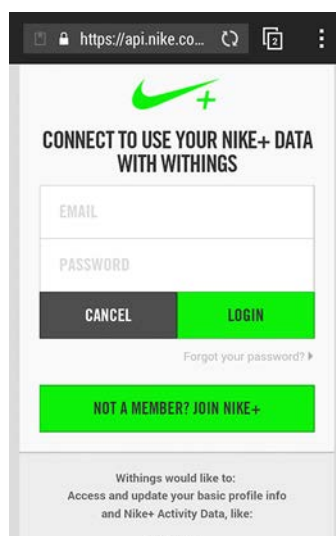 https://api.nike.co...
2
CONNECT TO USE YOUR NIKE+ DATA
WITH WITHINGS
EMAIL
PASSWORD
CANCEL
LOGIN
Forgot your password?
NOT A MEMBER? JOIN NIKE+
Withings would like to:
Access and update your basic profile info
and Nike+ Activity Data, like: